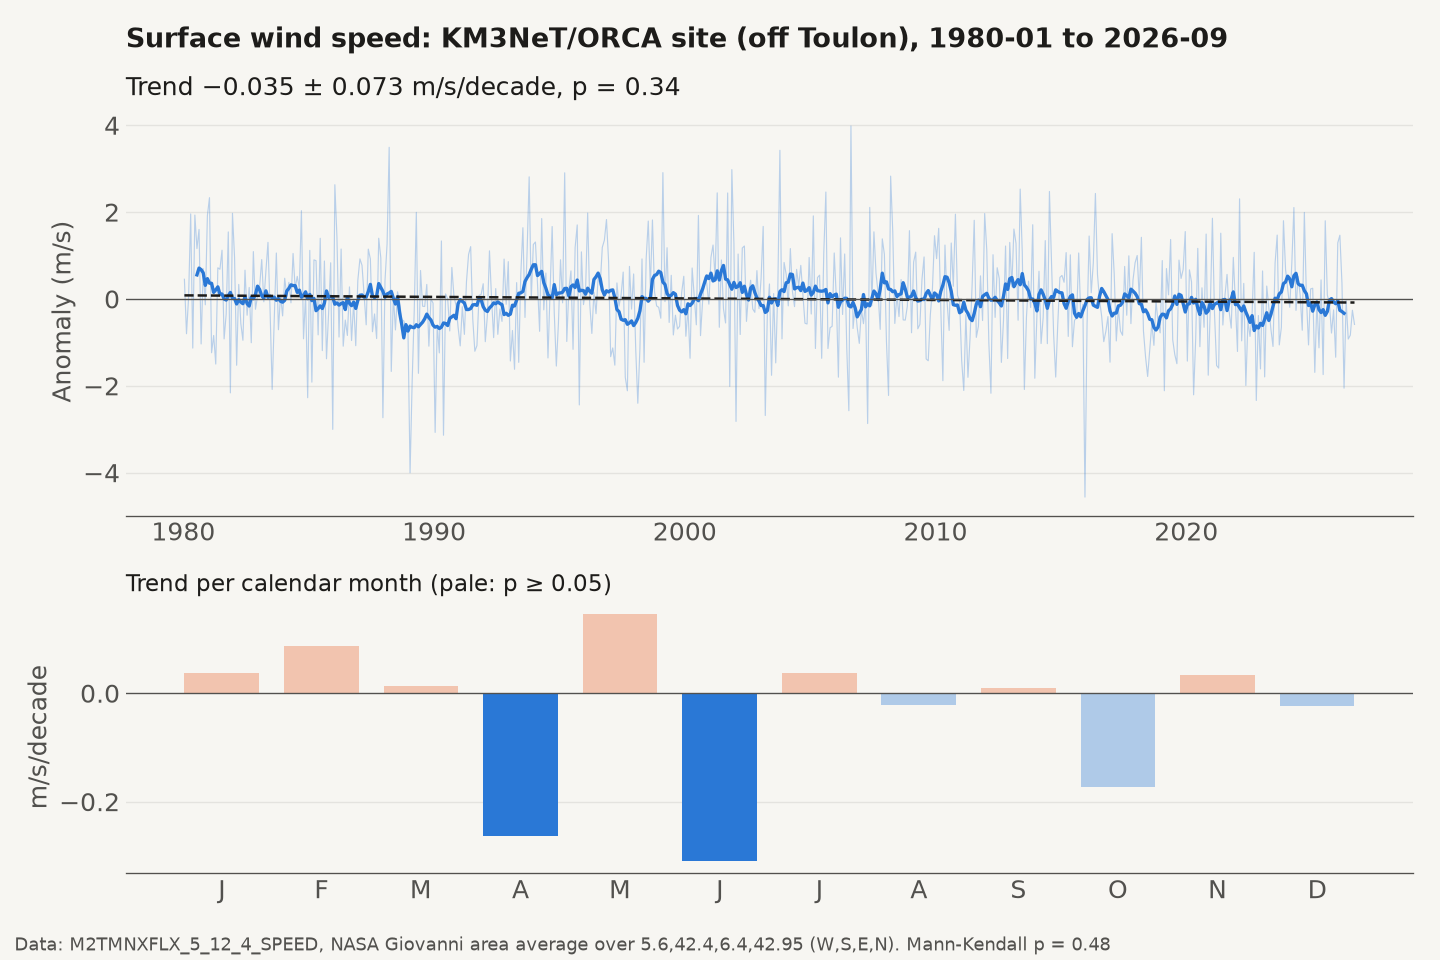 Surface wind speed: KM3NeT/ORCA site (off Toulon), 1980-01 to 2026-09
Trend −0.035 ± 0.073 m/s/decade, p = 0.34
Anomaly (m/s)
4
2
0
−2
−4
1980 1990 2000 2010 2020
Trend per calendar month (pale: p ≥ 0.05)
m/s/decade
0.0
−0.2
J F M A M J J A S O N D
Data: M2TMNXFLX_5_12_4_SPEED, NASA Giovanni area average over 5.6,42.4,6.4,42.95 (W,S,E,N). Mann-Kendall p = 0.48